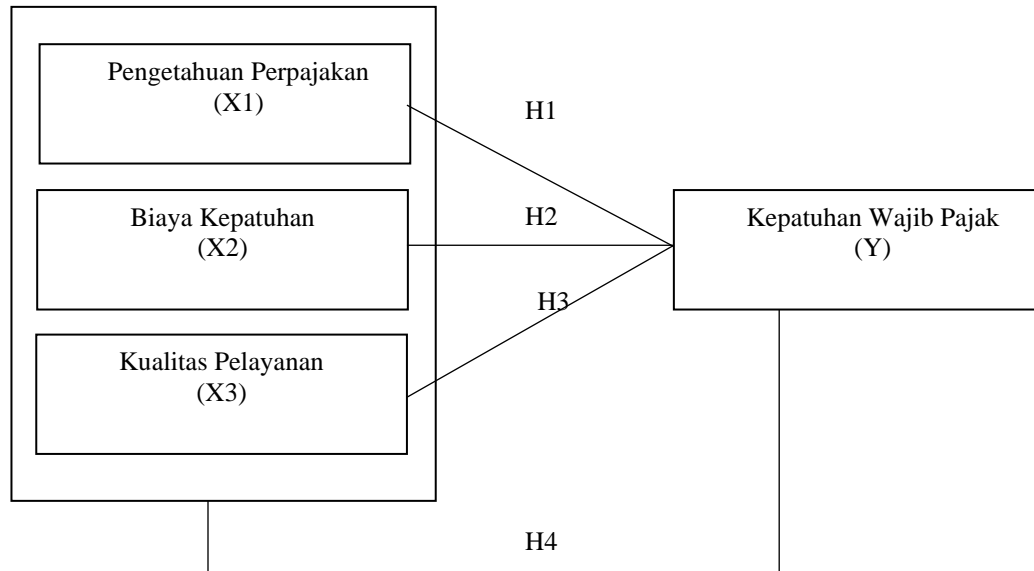 Pengetahuan Perpajakan
(X1)
H1
Biaya Kepatuhan
(X2)
H2
Kepatuhan Wajib Pajak
(Y)
H3
Kualitas Pelayanan
(X3)
H4